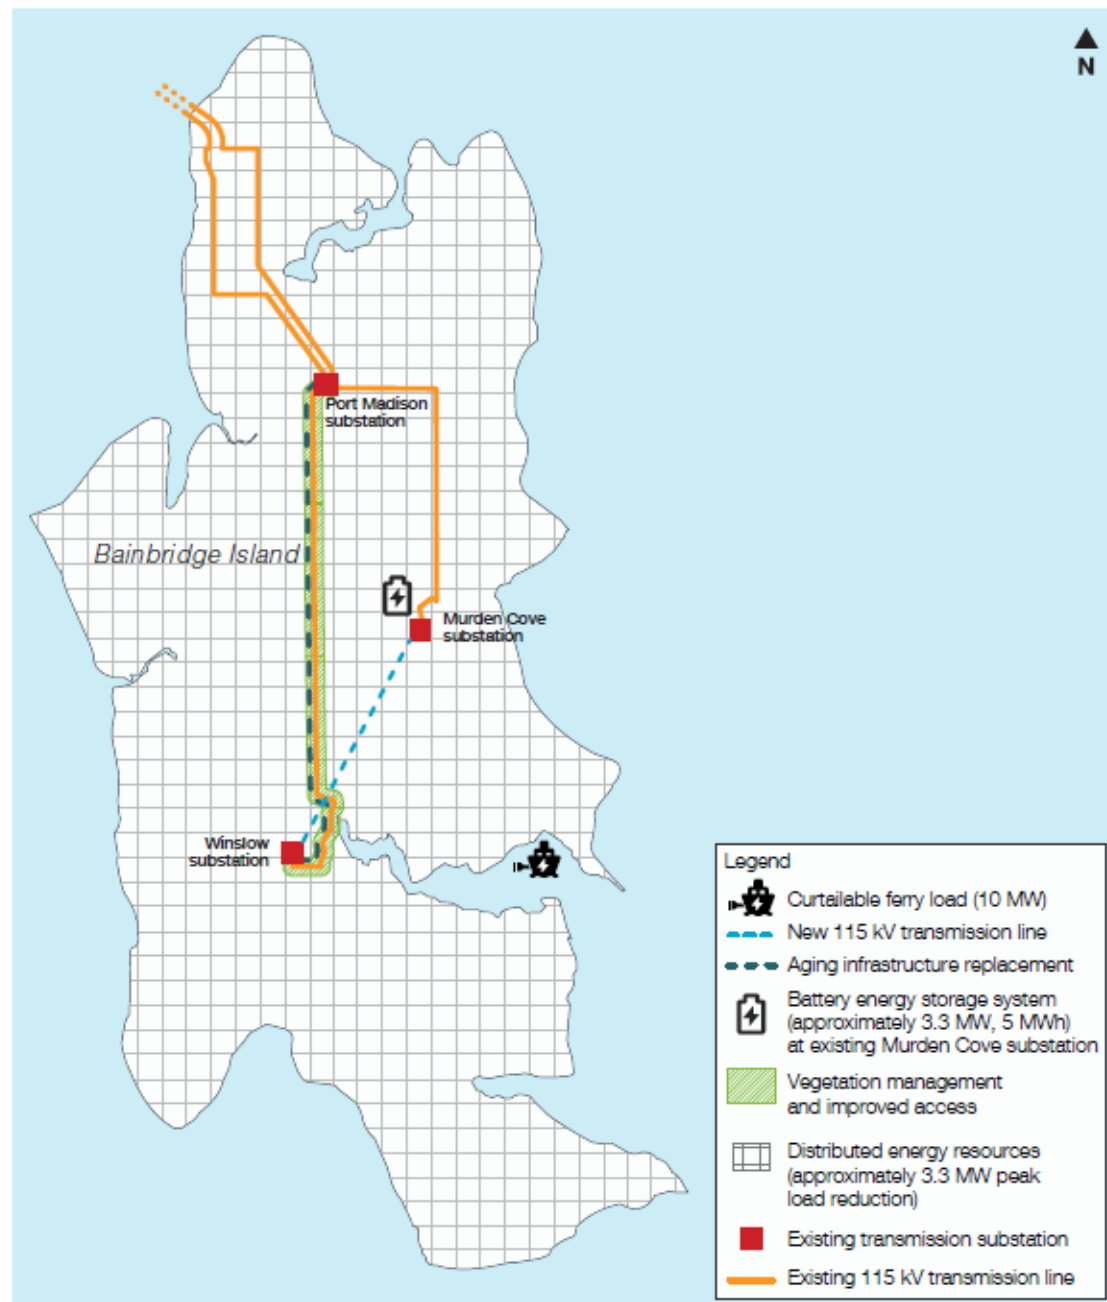 N
Port Madison
substation
Bainbridge Island
Murden Cove
substation
Winslow
substation
Legend
Curtailable ferry load (10 MW)
New 115 kV transmission line
Aging infrastructure replacement
Battery energy storage system
(approximately 3.3 MW, 5 MWh)
at existing Murden Cove substation
Vegetation management
and improved access
Distributed energy resources
(approximately 3.3 MW peak
load reduction)
Existing transmission substation
Existing 115 kV transmission line